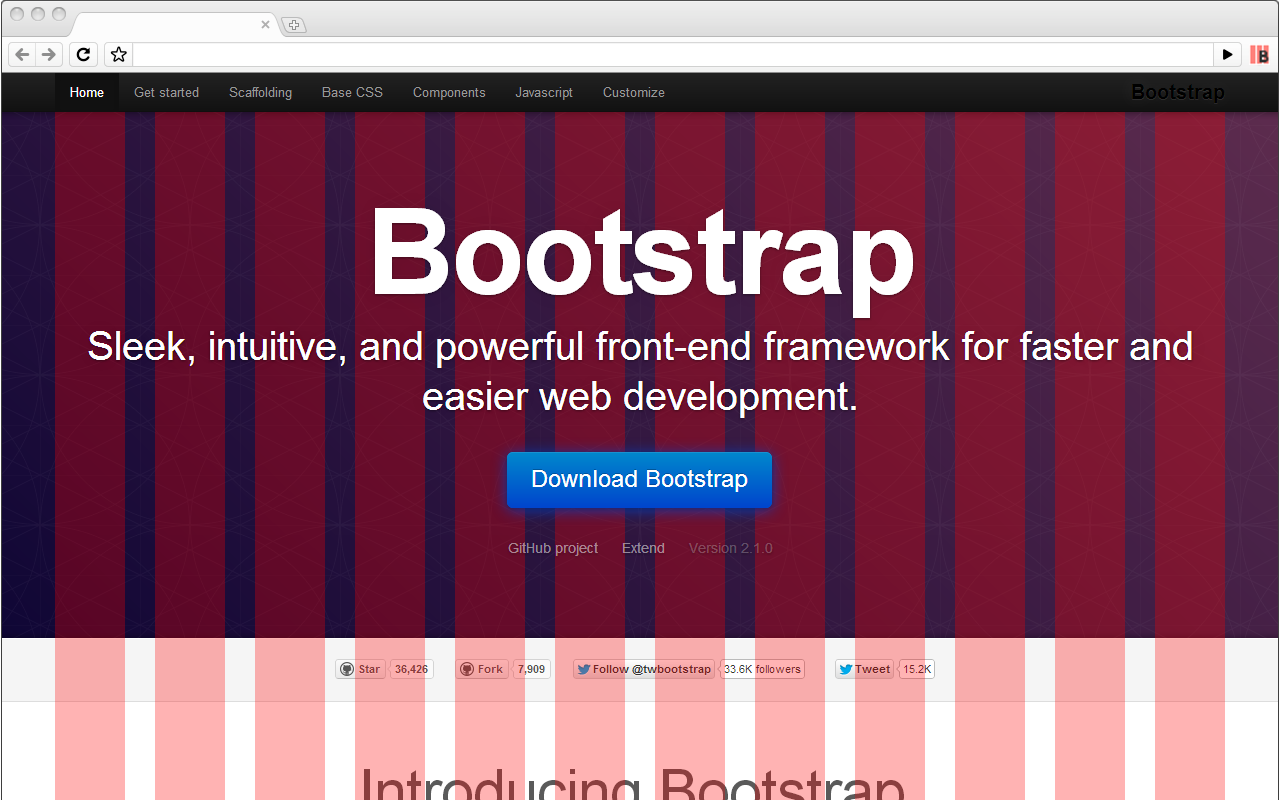 Home Get started Scaffolding Base CSS Components Javascript Customize Bootstrap
Bootstrap
Sleek, intuitive, and powerful front-end framework for faster and
easier web development.
Download Bootstrap
GitHub project Extend Version 2.1.0
Star 36,426 Fork 7,909 Follow @twbootstrap 33.6K followers Tweet 15.2K
Introducing Bootstrap